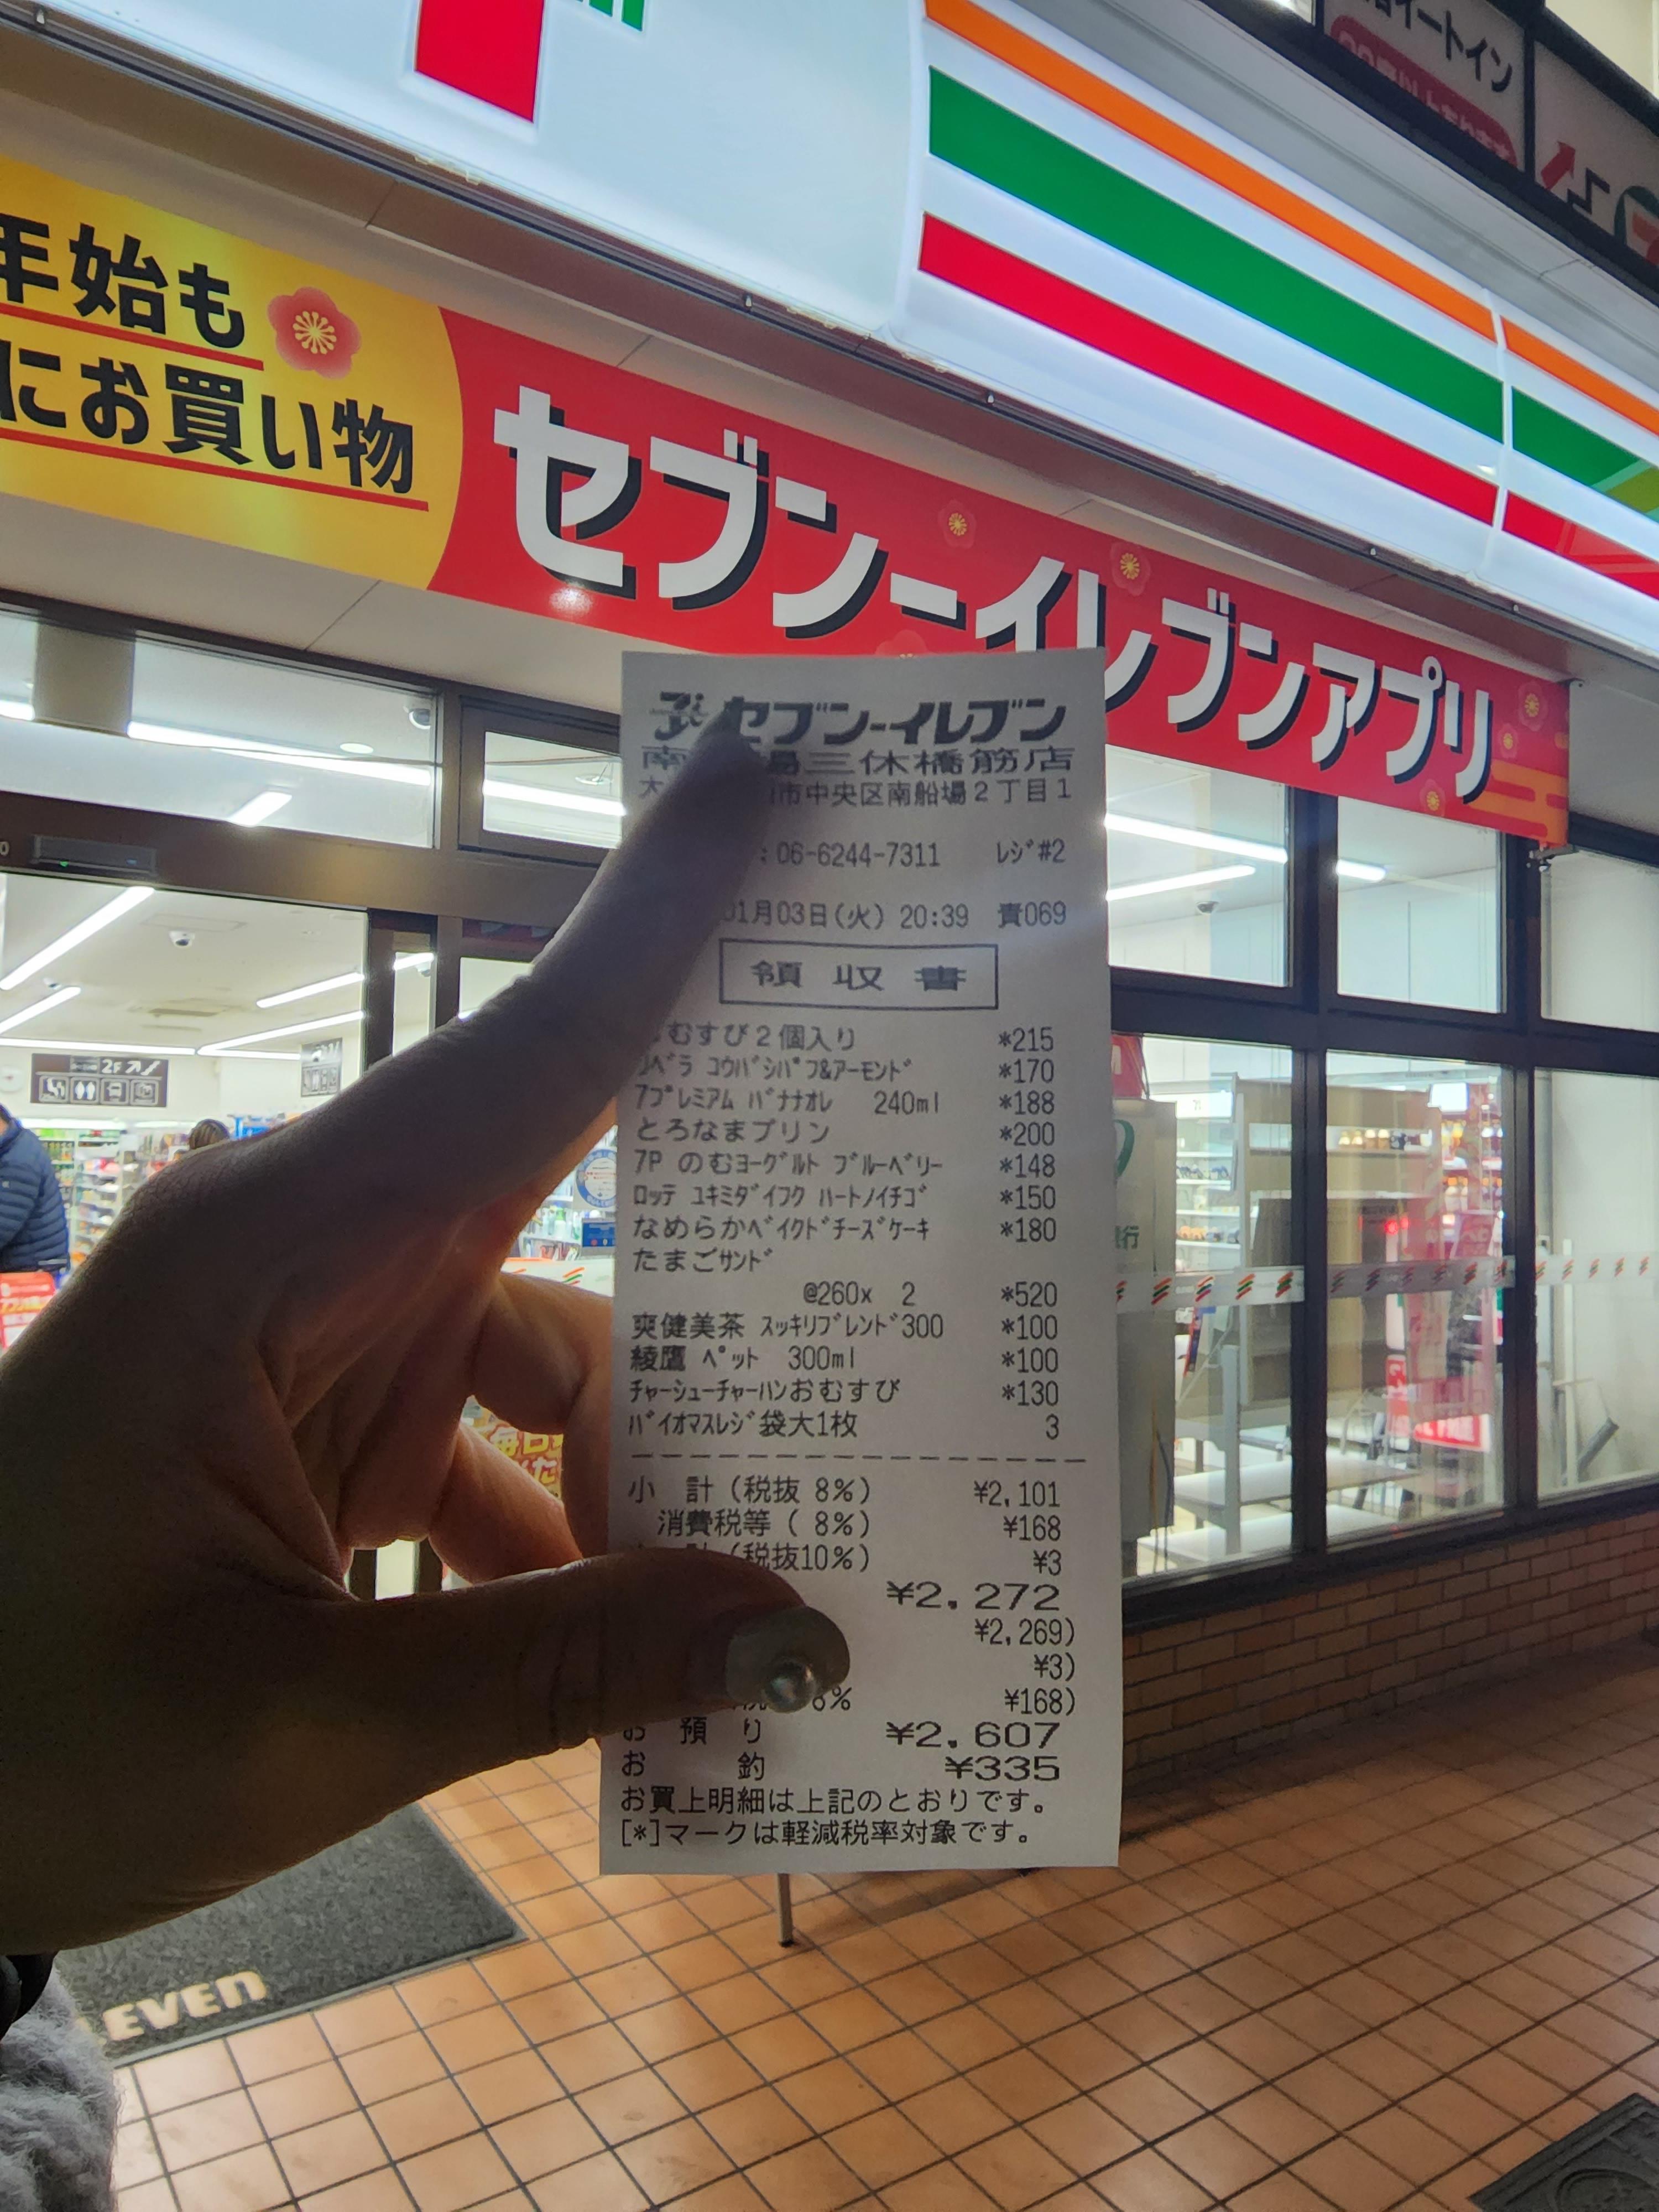 イートイン
年始も
にお買い物
セブン-イレブンアプリ
セブン-イレブン
三休橋筋店
市中央区南船場2丁目1
:06-6244-7311 レジ#2
01月03日(火) 20:39 責069
領収書
むすび2個入り *215
ベラ コウバシパフ&アーモンド *170
7プレミアム バナナオレ 240ml *188
とろなまプリン *200
7P のむヨーグルト ブルーベリー *148
ロッテ ユキミダイフク ハートノイチゴ *150
なめらかベイクドチーズケーキ *180
たまごサンド
@260x 2 *520
爽健美茶 スッキリブレンド300 *100
綾鷹 ペット 300ml *100
チャーシューチャーハンおむすび *130
バイオマスレジ袋大1枚 3
小 計(税抜 8%) ¥2,101
消費税等( 8%) ¥168
計(税抜10%) ¥3
¥2,272
¥2,269)
¥3)
8% ¥168)
お 預 り ¥2,607
お 釣 ¥335
お買上明細は上記のとおりです。
[*]マークは軽減税率対象です。
2F
EVEn